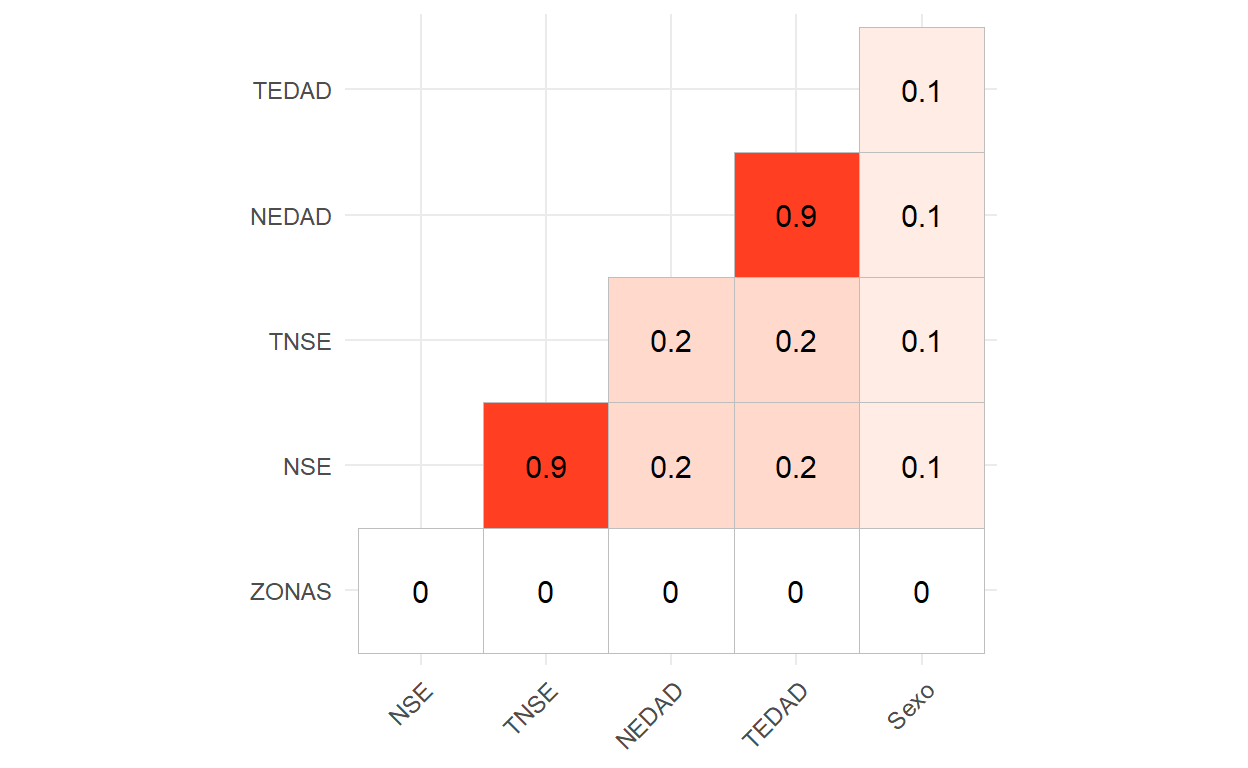 TEDAD 0.1
NEDAD 0.9 0.1
TNSE 0.2 0.2 0.1
NSE 0.9 0.2 0.2 0.1
ZONAS 0 0 0 0 0
NSE TNSE NEDAD TEDAD Sexo